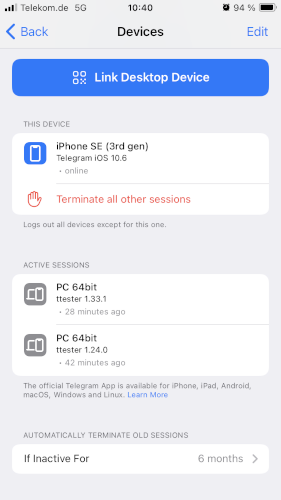 Telekom.de 5G 10:40 94 %
Back Devices Edit
Link Desktop Device
THIS DEVICE
iPhone SE (3rd gen)
Telegram iOS 10.6
• online
Terminate all other sessions
Logs out all devices except for this one.
ACTIVE SESSIONS
PC 64bit
ttester 1.33.1
• 28 minutes ago
PC 64bit
ttester 1.24.0
• 42 minutes ago
The official Telegram App is available for iPhone, iPad, Android,
macOS, Windows and Linux. Learn More
AUTOMATICALLY TERMINATE OLD SESSIONS
If Inactive For 6 months